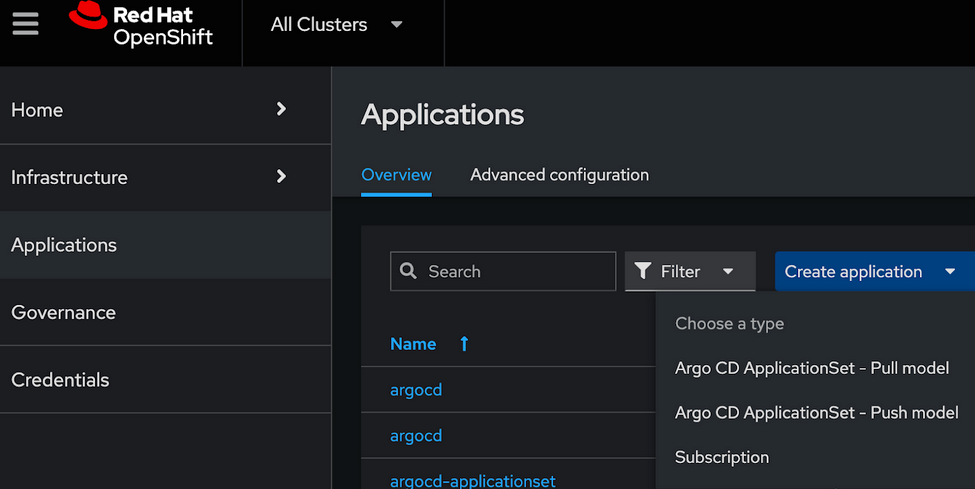 Red Hat
OpenShift
All Clusters
Home
Infrastructure
Applications
Governance
Credentials
Applications
Overview
Advanced configuration
Search
Filter
Create application
Choose a type
Argo CD ApplicationSet - Pull model
Argo CD ApplicationSet - Push model
Subscription
Name
argocd
argocd
argocd-applicationset